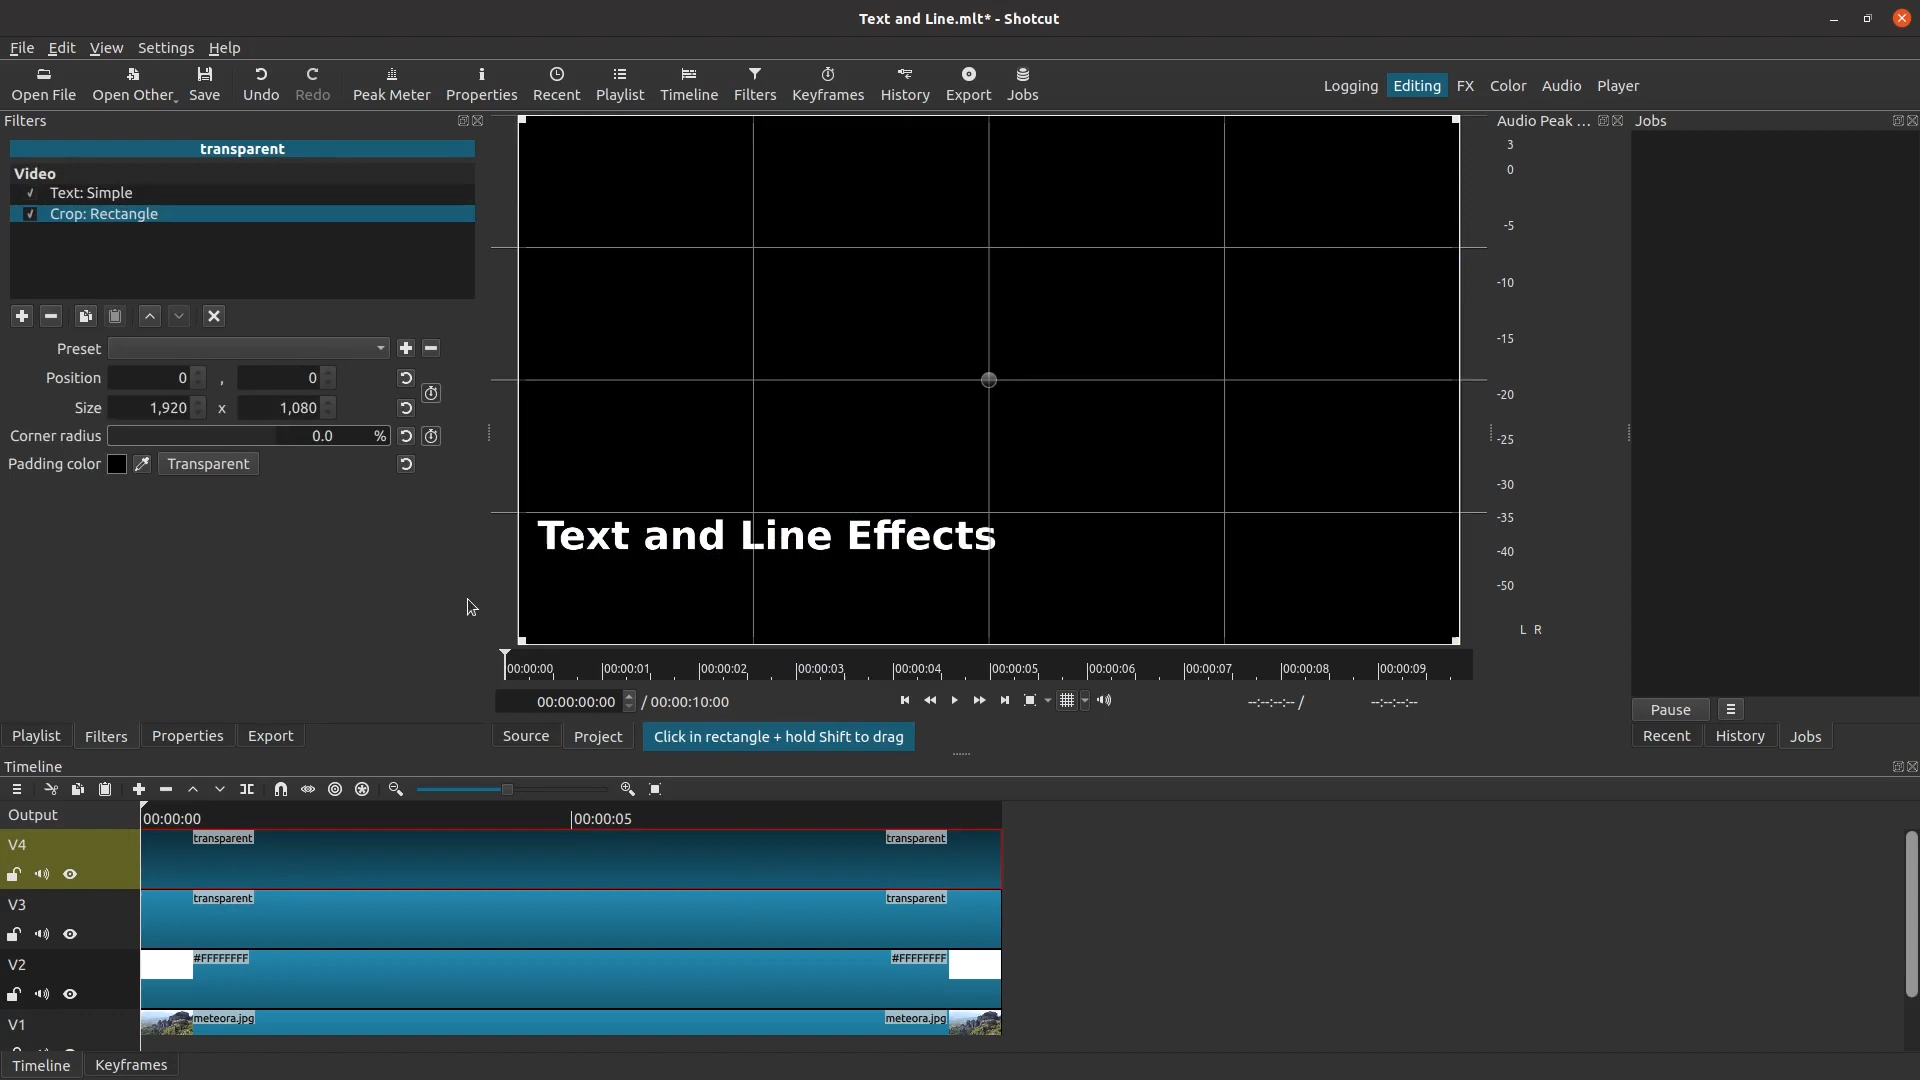 Text and Line.mlt* - Shotcut
File Edit View Settings Help
Open File Open Other Save Undo Redo Peak Meter Properties Recent Playlist Timeline Filters Keyframes History Export Jobs
Logging Editing FX Color Audio Player
Filters
Audio Peak ...
Jobs
transparent
Video
Text: Simple
Crop: Rectangle
Preset
Position 0 , 0
Size 1,920 x 1,080
Corner radius 0.0 %
Padding color Transparent
Text and Line Effects
3
0
-5
-10
-15
-20
-25
-30
-35
-40
-50
L R
00:00:00 00:00:01 00:00:02 00:00:03 00:00:04 00:00:05 00:00:06 00:00:07 00:00:08 00:00:09
00:00:00:00 / 00:00:10:00
--:--:--:-- / --:--:--:--
Pause
Playlist Filters Properties Export
Source Project Click in rectangle + hold Shift to drag
Recent History Jobs
Timeline
Output
00:00:00 00:00:05
V4
transparent transparent
V3
transparent transparent
V2
#FFFFFFFF #FFFFFFFF
V1
meteora.jpg meteora.jpg
Timeline Keyframes